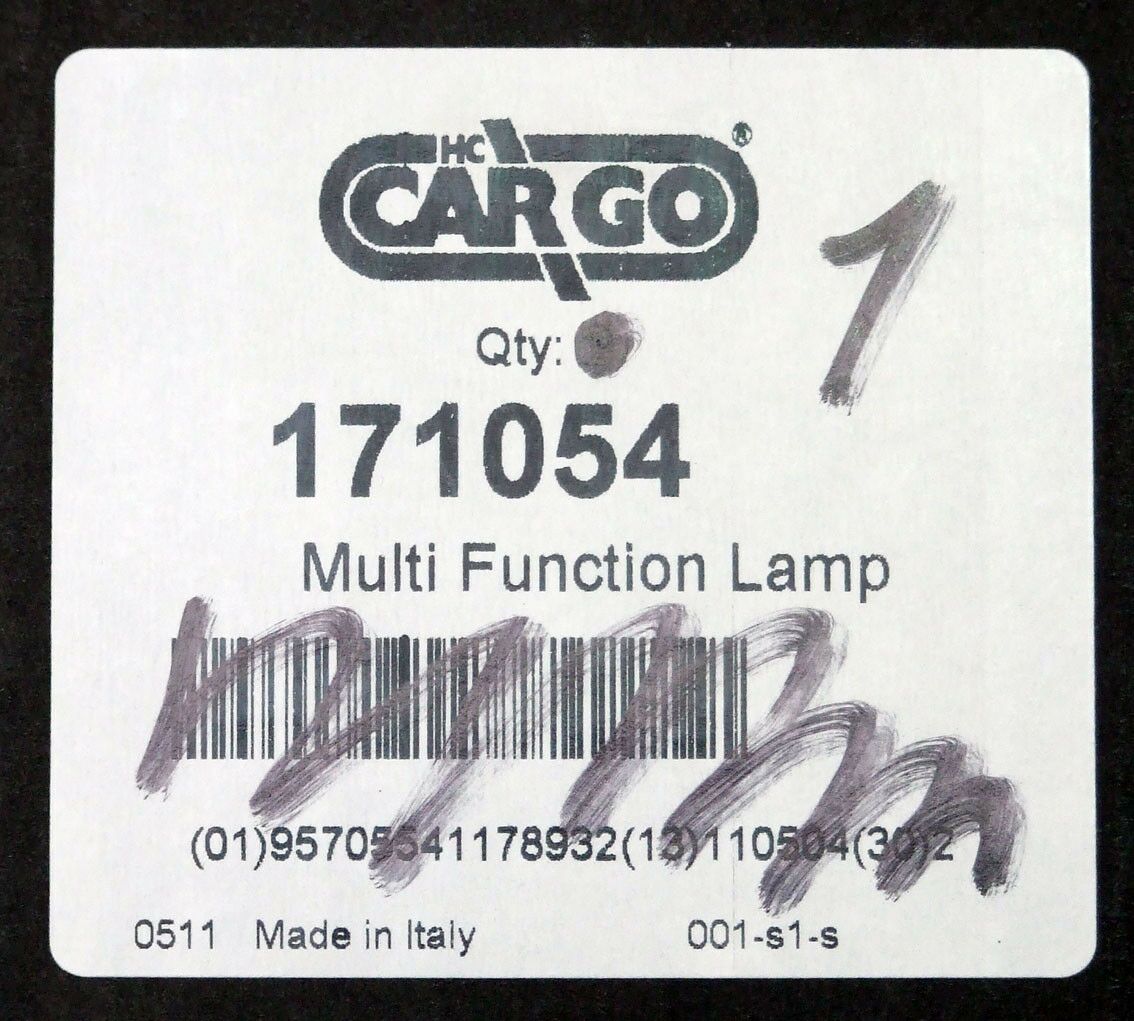 HC
CARGO®
1
Qty:
171054
Multi Function Lamp
(01)95705541178932(13)110504(30)2
0511 Made in Italy 001-s1-s